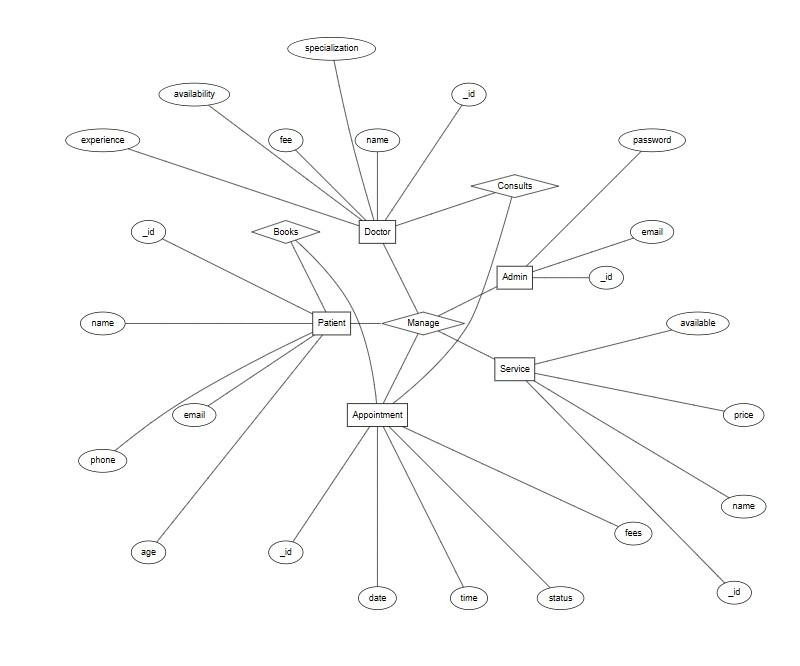 specialization
availability
_id
experience
fee
name
password
Consults
_id
Books
Doctor
email
Admin
_id
name
Patient
Manage
available
Service
email
Appointment
price
phone
name
fees
age
_id
_id
date
time
status